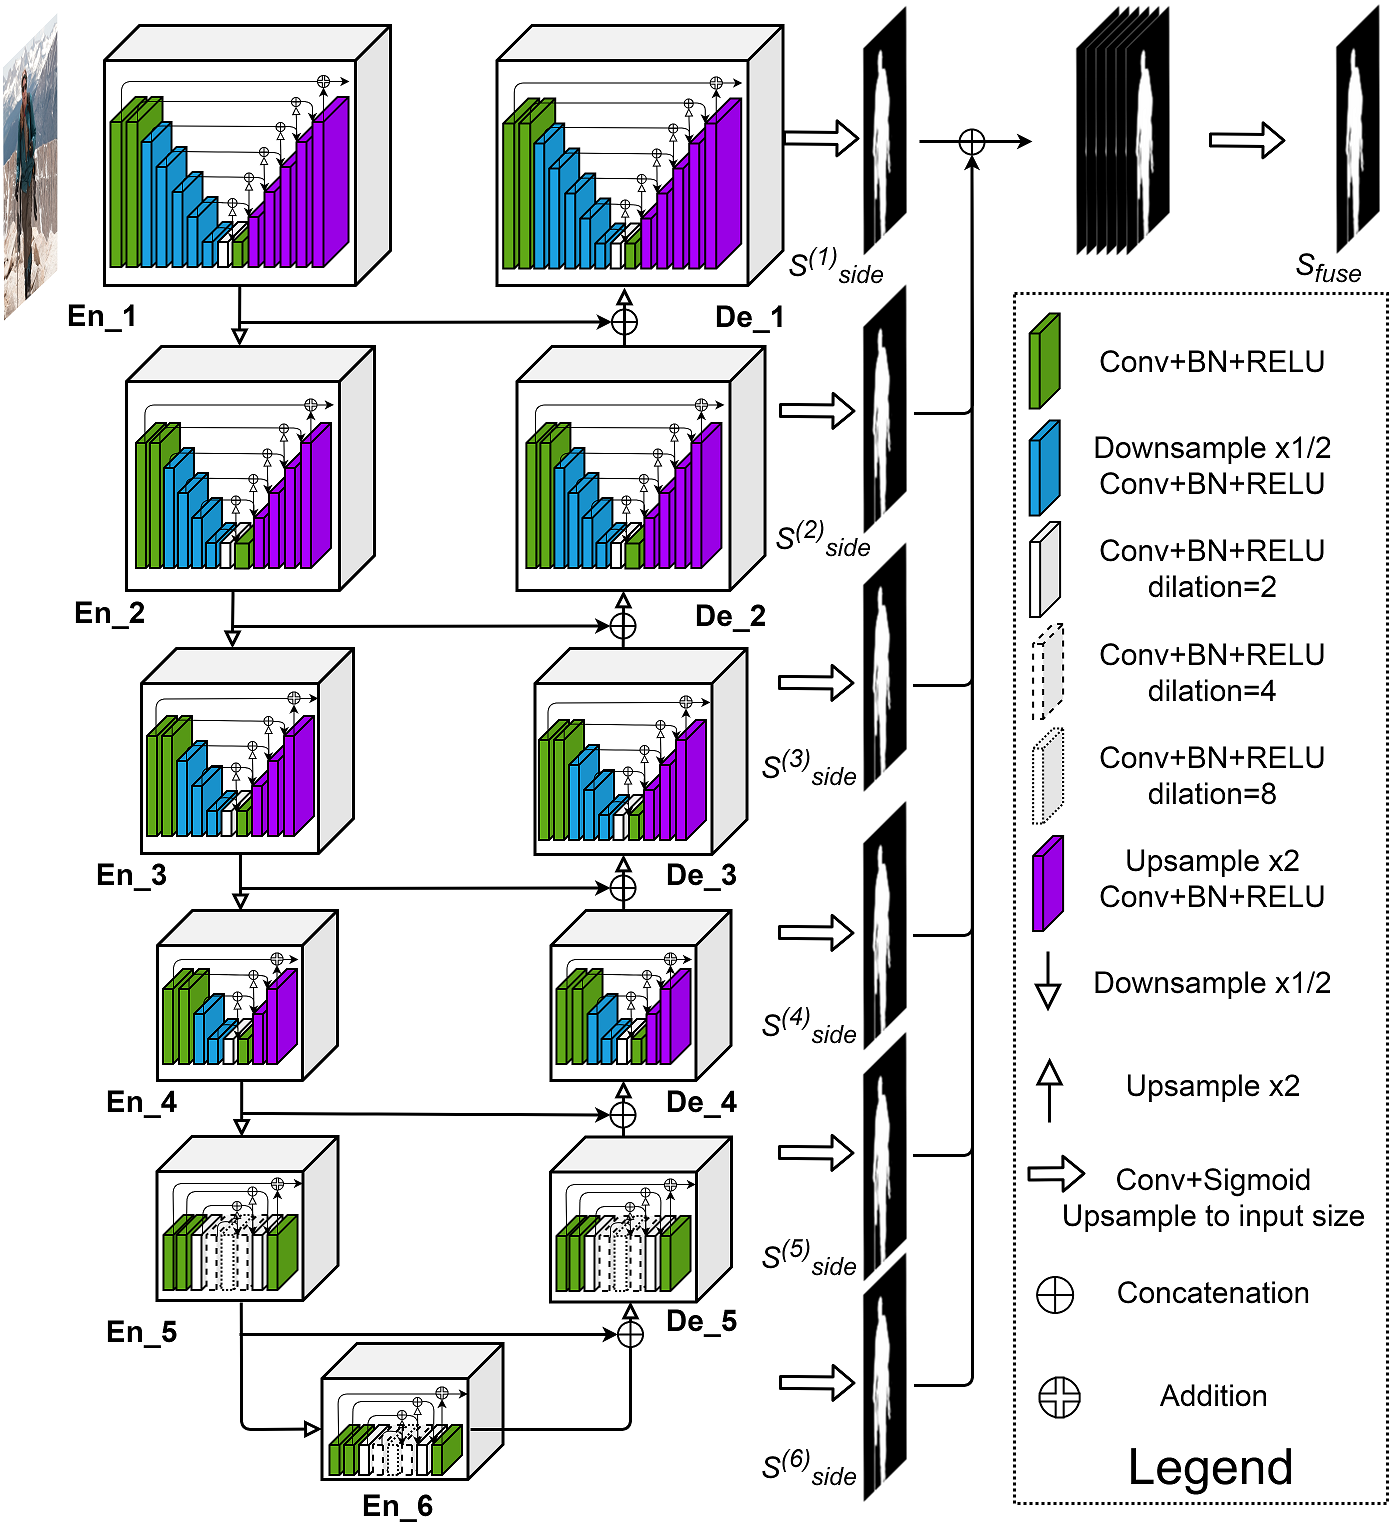 S(1)side
Sfuse
En_1
De_1
S(2)side
En_2
De_2
S(3)side
En_3
De_3
S(4)side
En_4
De_4
S(5)side
En_5
De_5
S(6)side
En_6
Conv+BN+RELU
Downsample x1/2
Conv+BN+RELU
Conv+BN+RELU
dilation=2
Conv+BN+RELU
dilation=4
Conv+BN+RELU
dilation=8
Upsample x2
Conv+BN+RELU
Downsample x1/2
Upsample x2
Conv+Sigmoid
Upsample to input size
Concatenation
Addition
Legend